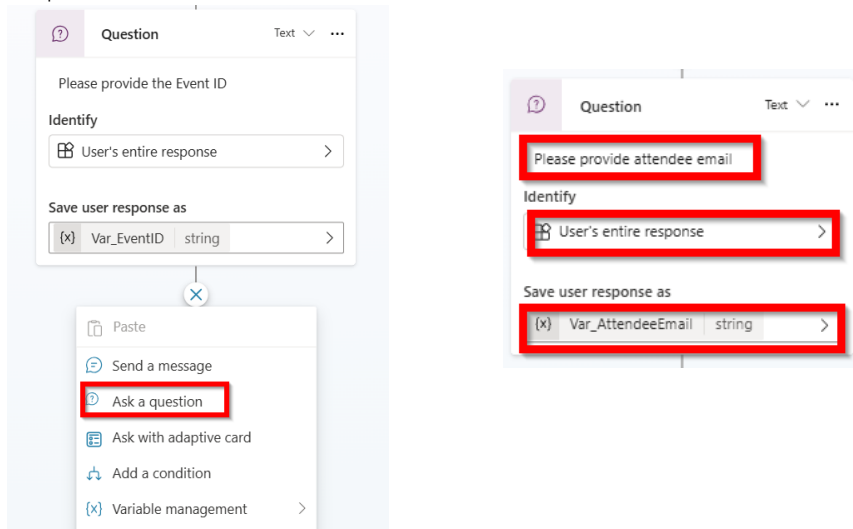 Question Text
Please provide the Event ID
Identify
User's entire response
Save user response as
{x} Var_EventID string
Paste
Send a message
Ask a question
Ask with adaptive card
Add a condition
{x} Variable management
Question Text
Please provide attendee email
Identify
User's entire response
Save user response as
{x} Var_AttendeeEmail string